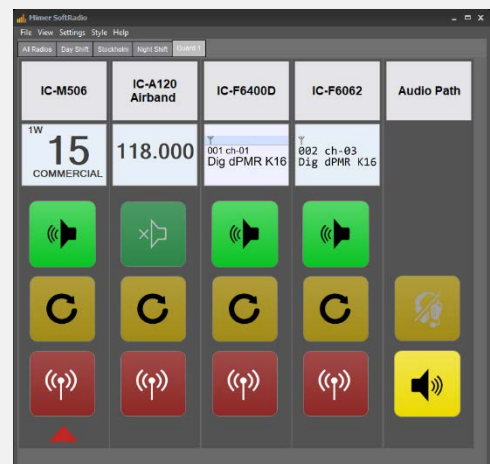 Mimer SoftRadio
File View Settings Style Help
All Radios Day Shift Stockholm Night Shift Guard 1
IC-M506
IC-A120
Airband
IC-F6400D
IC-F6062
Audio Path
1W
15
COMMERCIAL
118.000
001 ch-01
Dig dPMR K16
002 ch-03
Dig dPMR K16